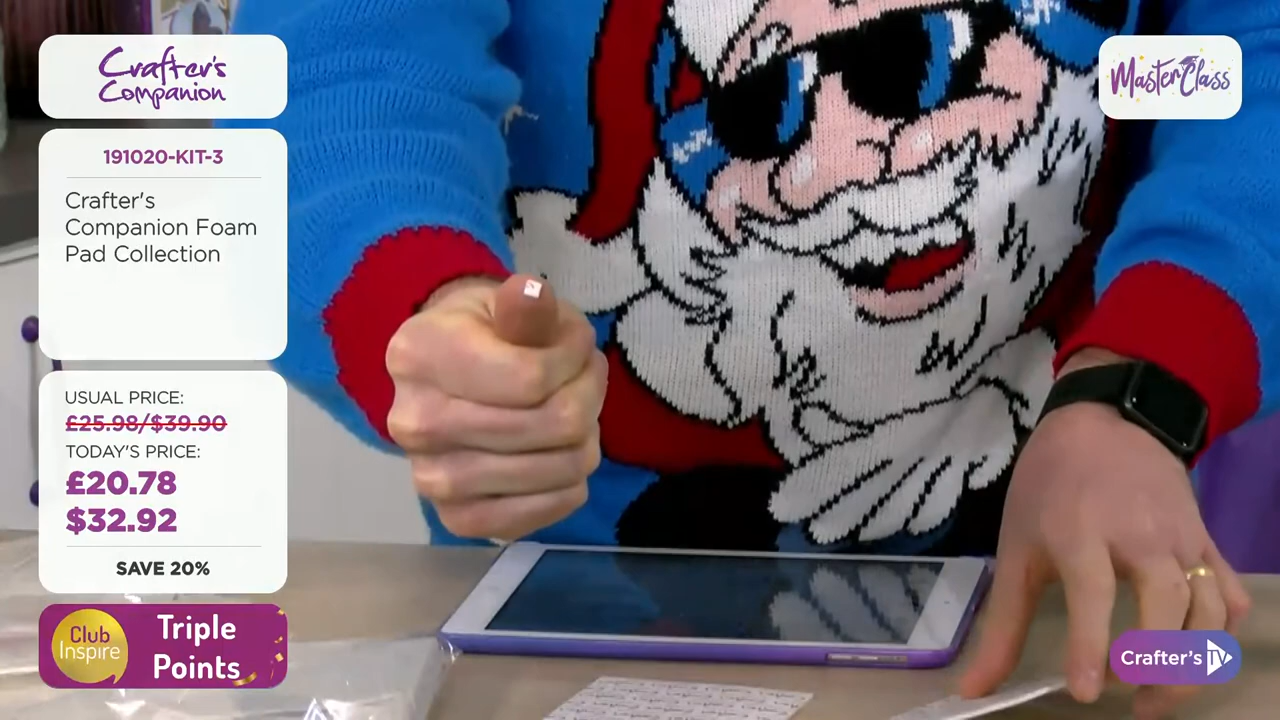 Crafter's
Companion
191020-KIT-3
Crafter's
Companion Foam
Pad Collection
USUAL PRICE:
£25.98/$39.90
TODAY'S PRICE:
£20.78
$32.92
SAVE 20%
Club
Inspire
Triple
Points
MasterClass
Crafter's TV